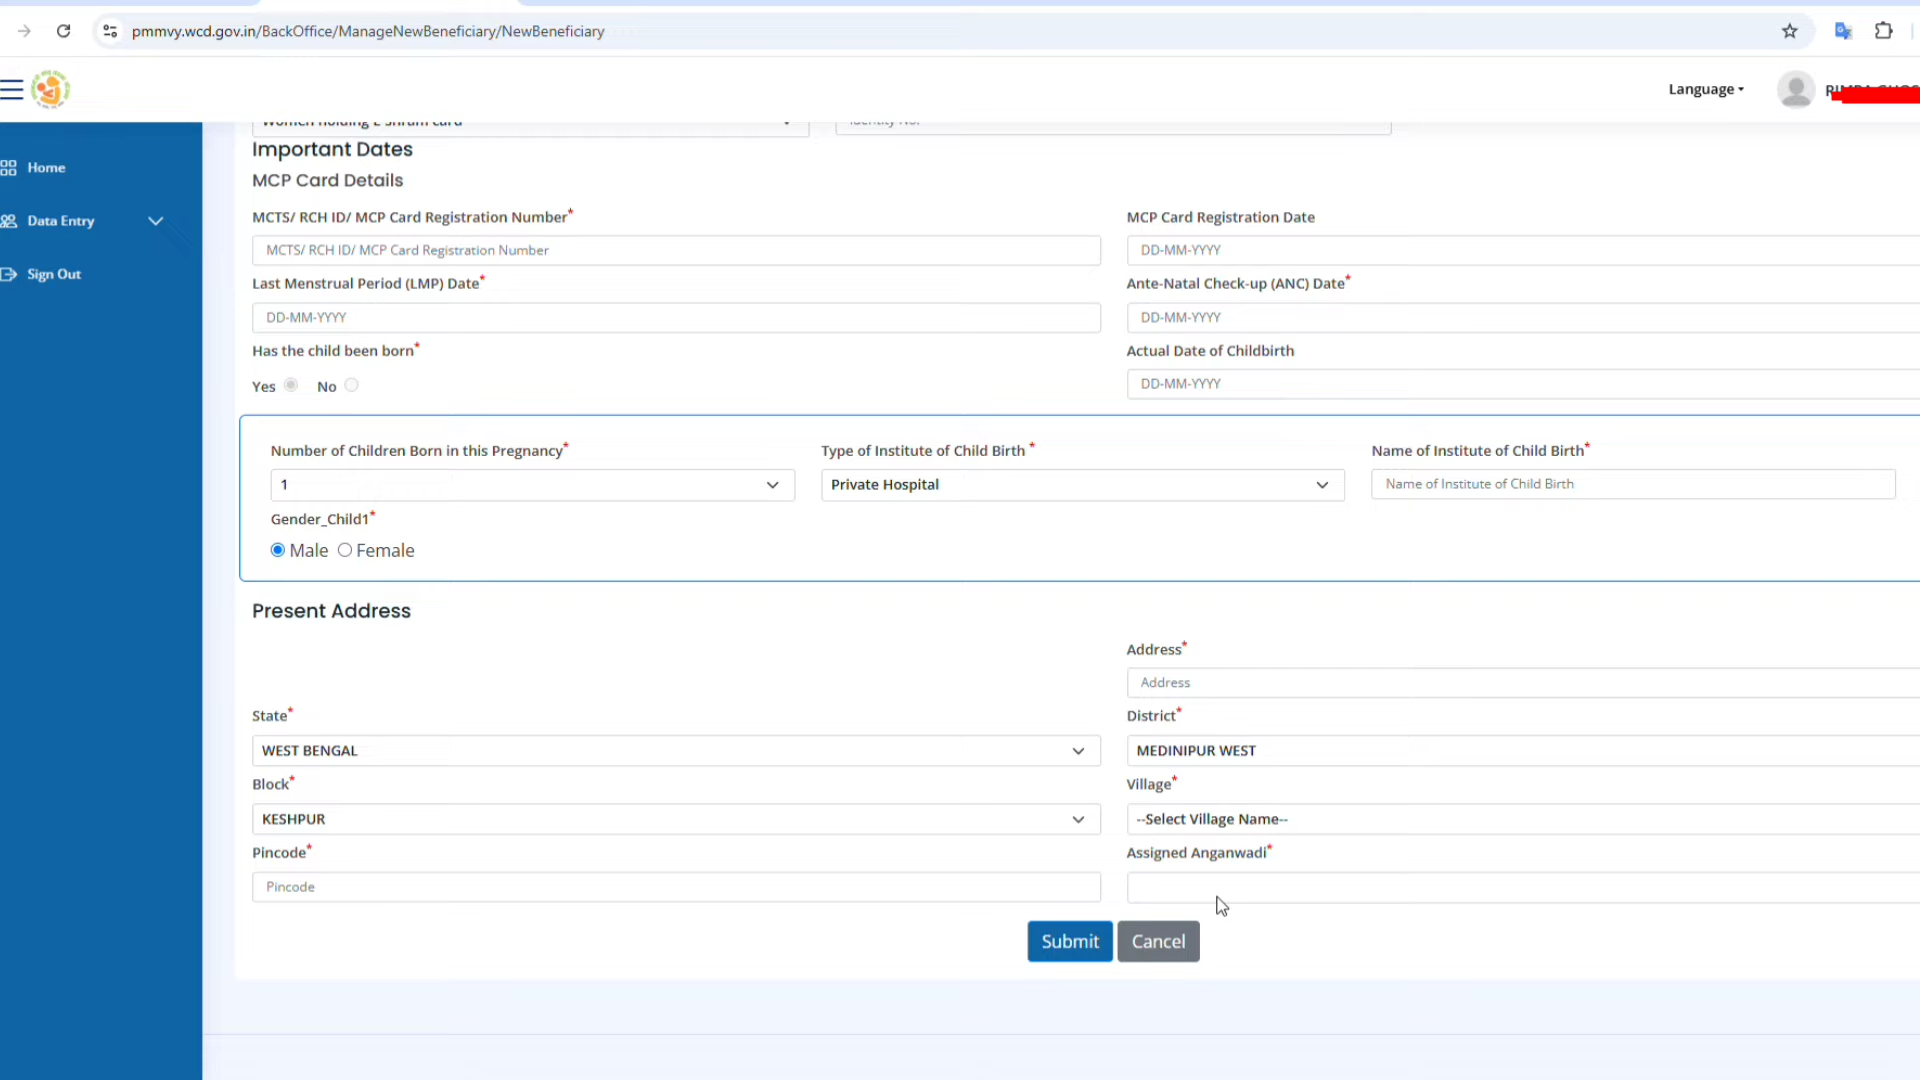 pmmvy.wcd.gov.in/BackOffice/ManageNewBeneficiary/NewBeneficiary
Language
Home
Data Entry
Sign Out
Women holding E-Shram card
Identity No.
Important Dates
MCP Card Details
MCTS/ RCH ID/ MCP Card Registration Number*
MCP Card Registration Date
MCTS/ RCH ID/ MCP Card Registration Number
DD-MM-YYYY
Last Menstrual Period (LMP) Date*
Ante-Natal Check-up (ANC) Date*
DD-MM-YYYY
DD-MM-YYYY
Has the child been born*
Actual Date of Childbirth
Yes No
DD-MM-YYYY
Number of Children Born in this Pregnancy*
Type of Institute of Child Birth *
Name of Institute of Child Birth*
1
Private Hospital
Name of Institute of Child Birth
Gender_Child1*
Male Female
Present Address
Address*
Address
State*
District*
WEST BENGAL
MEDINIPUR WEST
Block*
Village*
KESHPUR
--Select Village Name--
Pincode*
Assigned Anganwadi*
Pincode
Submit
Cancel